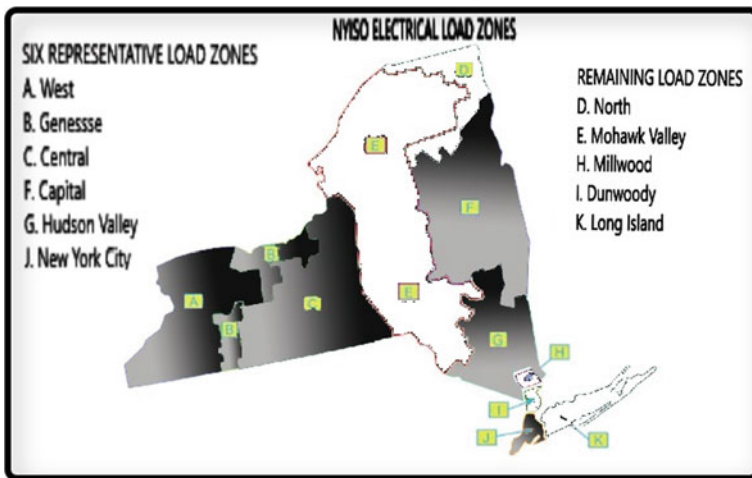 NYISO ELECTRICAL LOAD ZONES
SIX REPRESENTATIVE LOAD ZONES
A. West
B. Genessse
C. Central
F. Capital
G. Hudson Valley
J. New York City
REMAINING LOAD ZONES
D. North
E. Mohawk Valley
H. Millwood
I. Dunwoody
K. Long Island
D
E
F
B
A
C
E
B
G
H
I
J
K